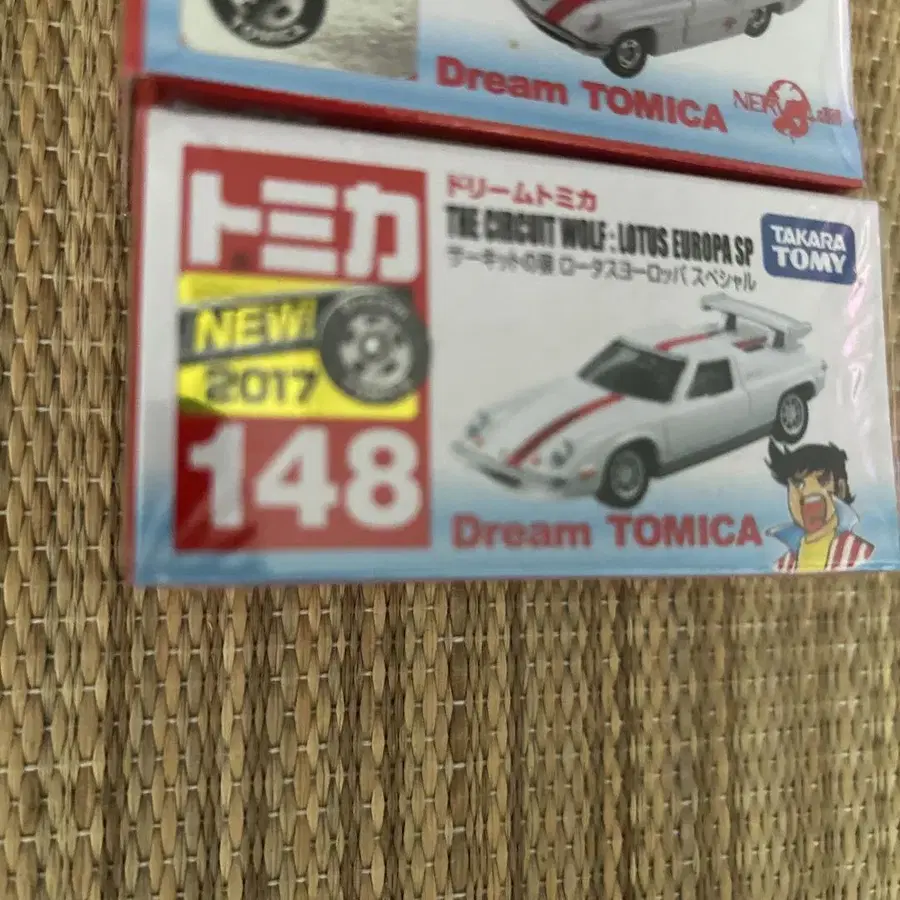 TOMICA
Dream TOMICA
NERV
トミカ
NEW!
2017
148
ドリームトミカ
THE CIRCUIT WOLF : LOTUS EUROPA SP
サーキットの狼 ロータスヨーロッパ スペシャル
TAKARA
TOMY
Dream TOMICA